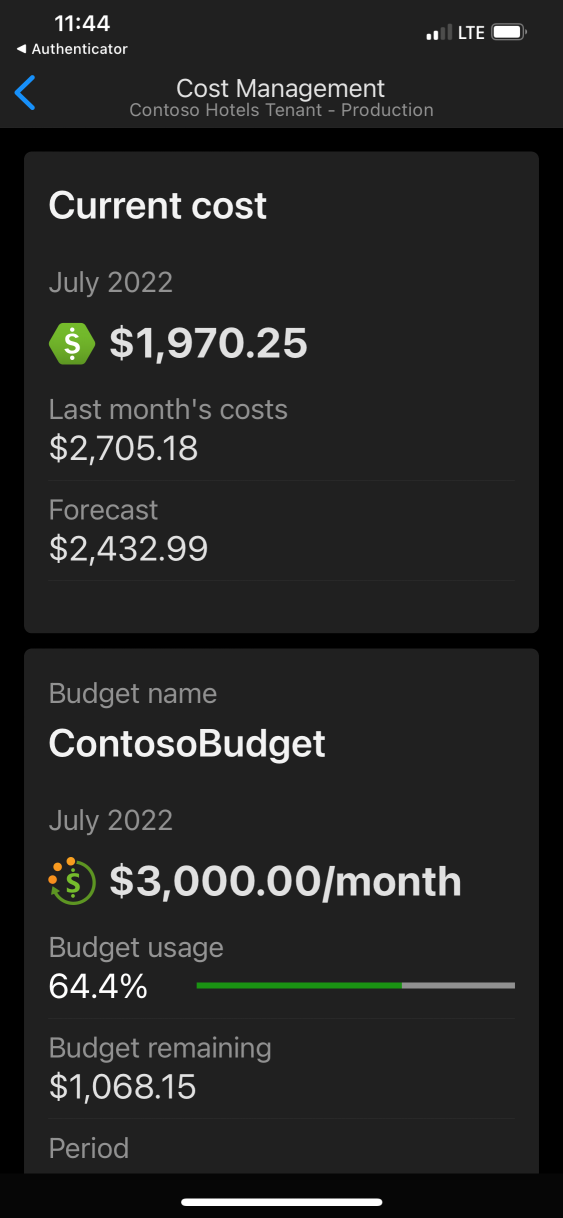 11:44
LTE
◀ Authenticator
Cost Management
Contoso Hotels Tenant - Production
Current cost
July 2022
$1,970.25
Last month's costs
$2,705.18
Forecast
$2,432.99
Budget name
ContosoBudget
July 2022
$3,000.00/month
Budget usage
64.4%
Budget remaining
$1,068.15
Period